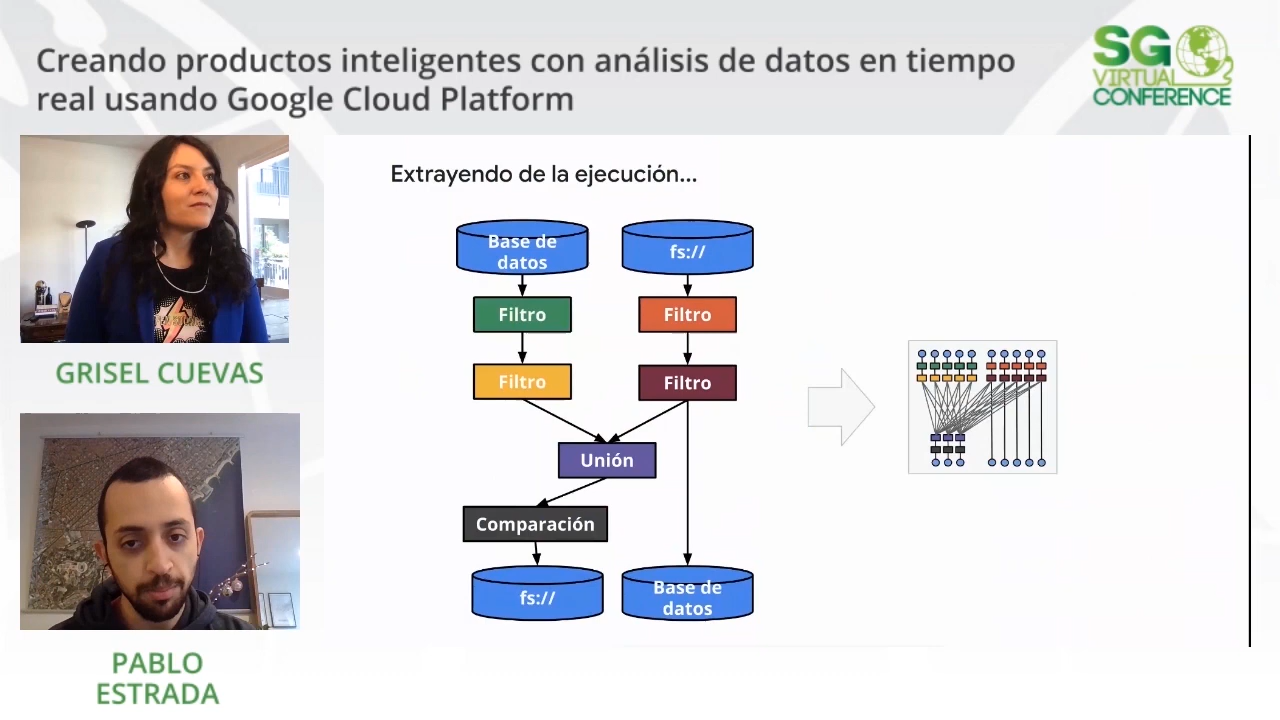 Creando productos inteligentes con análisis de datos en tiempo
real usando Google Cloud Platform
SG
VIRTUAL
CONFERENCE
GRISEL CUEVAS
PABLO
ESTRADA
Extrayendo de la ejecución...
Base de
datos
fs://
Filtro
Filtro
Filtro
Filtro
Unión
Comparación
fs://
Base de
datos